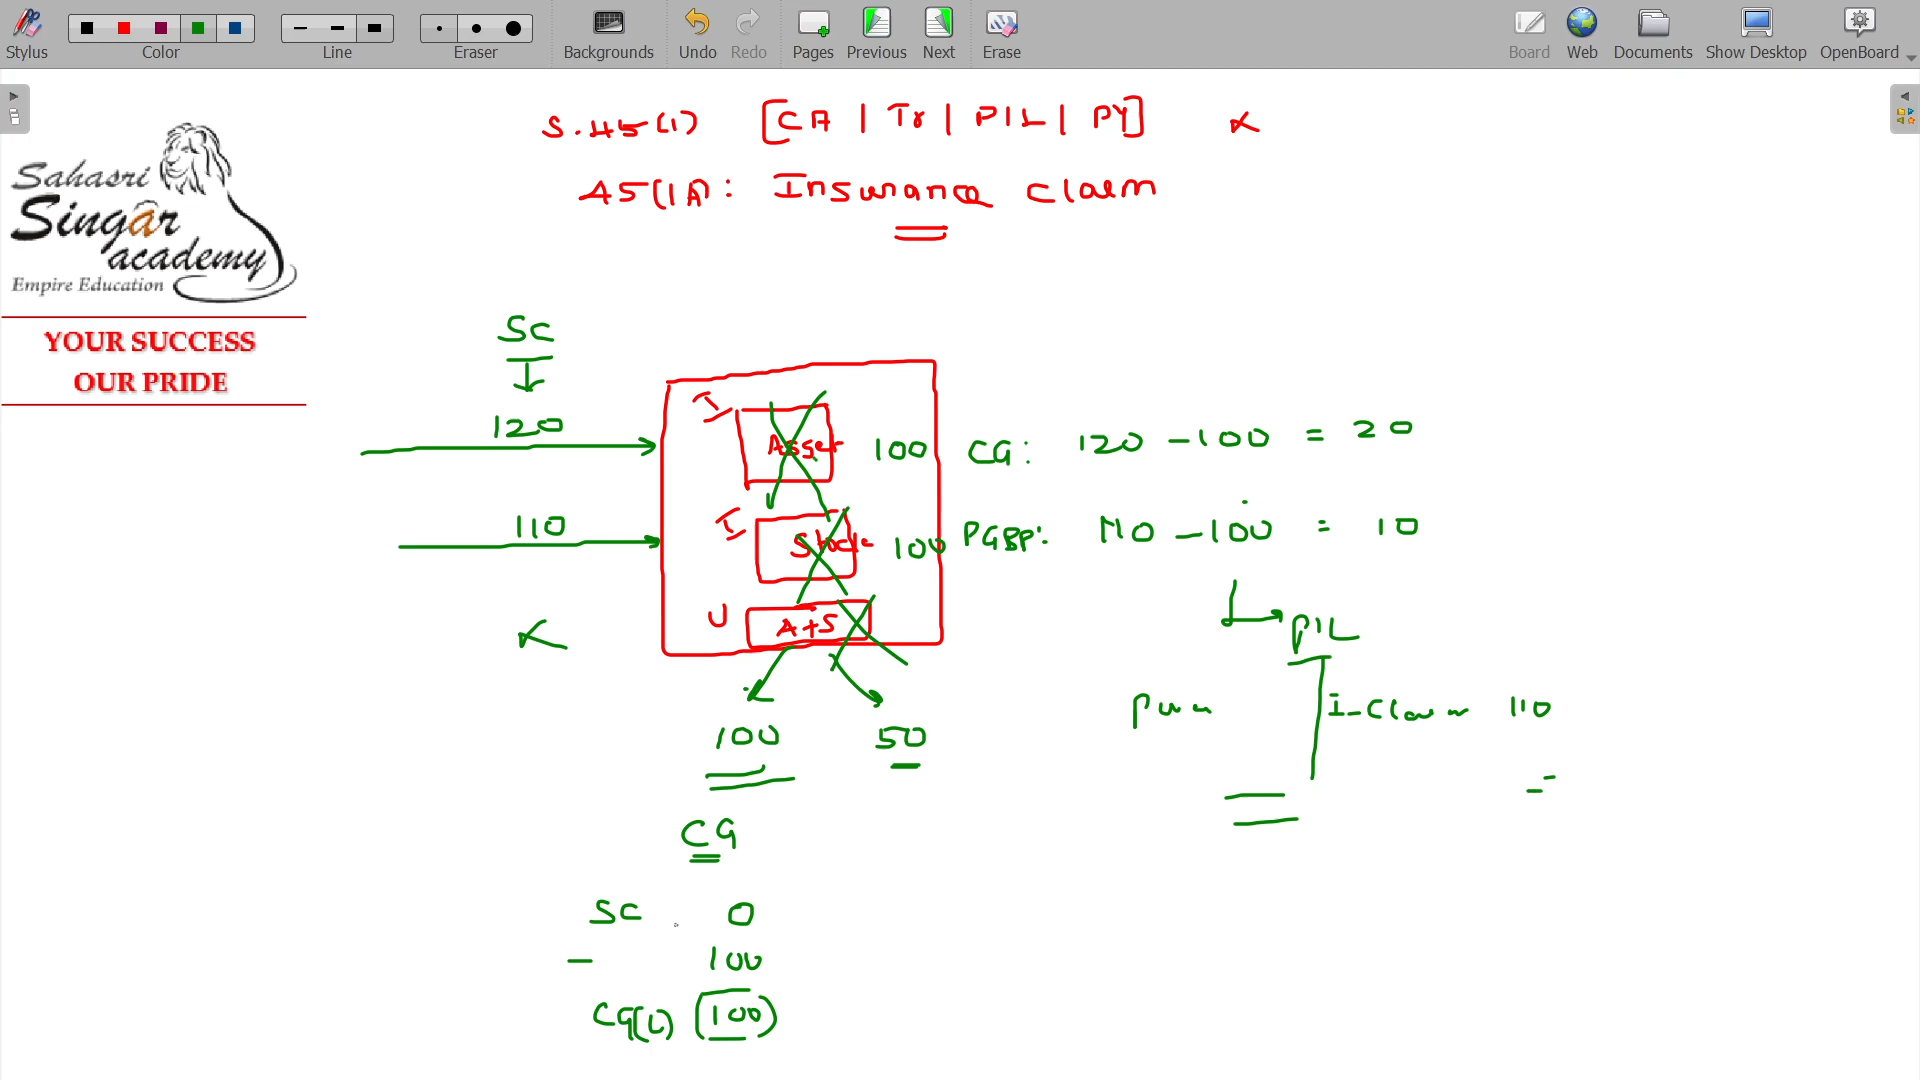 Stylus
Color
Line
Eraser
Backgrounds
Undo
Redo
Pages
Previous
Next
Erase
Board
Web
Documents
Show Desktop
OpenBoard
S.45(1) [CA | Tr | P/L | PY]
45(1A): Insurance Claim
Sahasri
Singar
academy
Empire Education
YOUR SUCCESS
OUR PRIDE
SC
120
I
Asset
100
CG: 120 - 100 = 20
110
I
Stock
100
PGBP: 110 - 100 = 10
U
A+S
P/L
100
50
I-Claim 110
CG
SC 0
- 100
CG(L) (100)